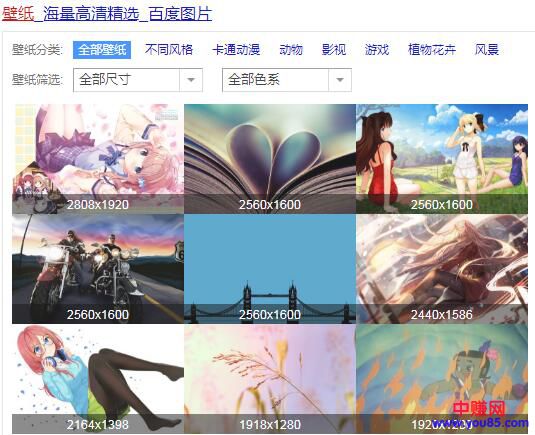 壁纸_海量高清精选_百度图片
壁纸分类: 全部壁纸 不同风格 卡通动漫 动物 影视 游戏 植物花卉 风景
壁纸筛选: 全部尺寸 全部色系
2808x1920 2560x1600 2560x1600
2560x1600 2560x1600 2440x1586
2164x1398 1918x1280
中赚网
www.you85.com